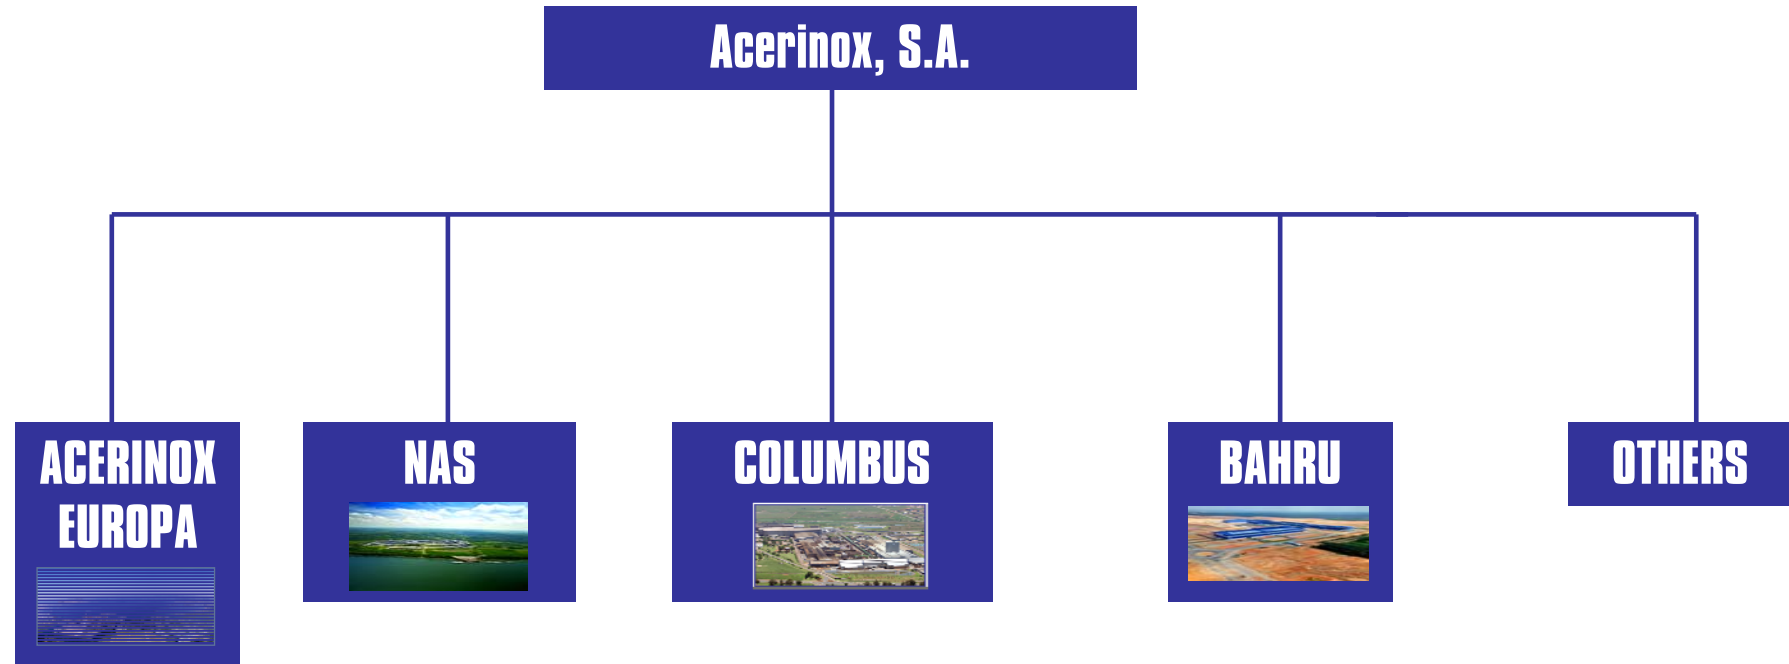 Acerinox, S.A.
ACERINOX
EUROPA
NAS
COLUMBUS
BAHRU
OTHERS